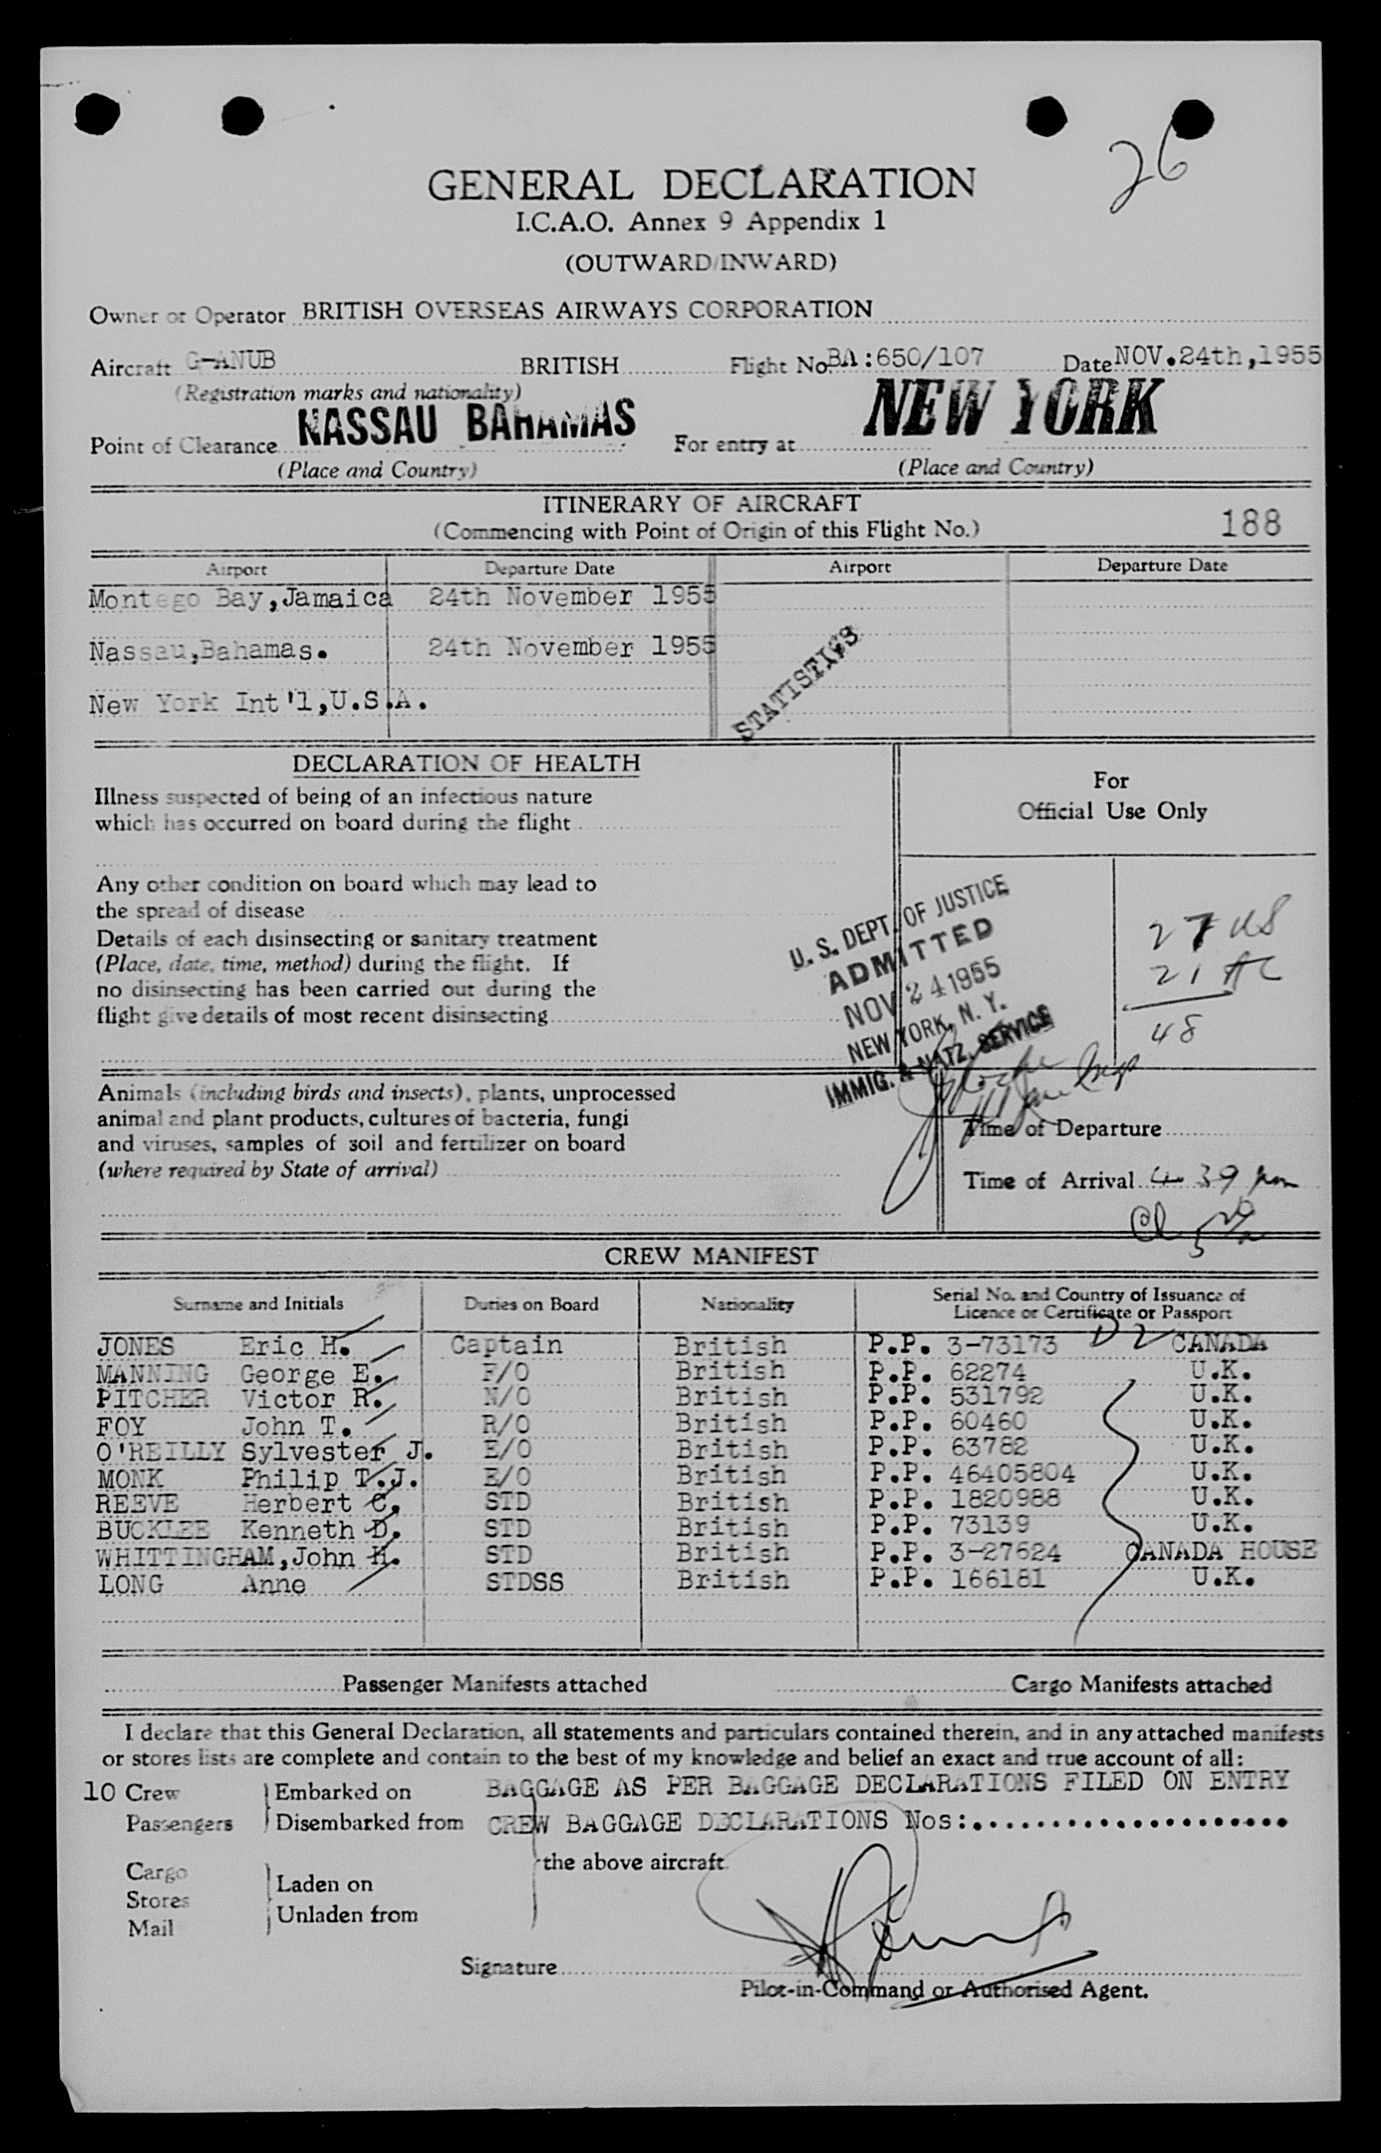 26
GENERAL DECLARATION
I.C.A.O. Annex 9 Appendix 1
(OUTWARD/INWARD)
Owner or Operator BRITISH OVERSEAS AIRWAYS CORPORATION
Aircraft G-ANUB BRITISH Flight No. BA:650/107 Date NOV.24th,1955
(Registration marks and nationality)
Point of Clearance NASSAU BAHAMAS For entry at NEW YORK
(Place and Country) (Place and Country)
ITINERARY OF AIRCRAFT
(Commencing with Point of Origin of this Flight No.) 188
Airport Departure Date Airport Departure Date
Montego Bay,Jamaica 24th November 1955
Nassau,Bahamas. 24th November 1955
New York Int'l,U.S.A.
STATISTICS
DECLARATION OF HEALTH
Illness suspected of being of an infectious nature
which has occurred on board during the flight
Any other condition on board which may lead to
the spread of disease
Details of each disinsecting or sanitary treatment
(Place, date, time, method) during the flight. If
no disinsecting has been carried out during the
flight give details of most recent disinsecting
For
Official Use Only
U. S. DEPT. OF JUSTICE
ADMITTED
NOV 24 1955
NEW YORK, N. Y.
IMMIG. & NATZ. SERVICE
27 US
21 AC
48
Animals (including birds and insects), plants, unprocessed
animal and plant products, cultures of bacteria, fungi
and viruses, samples of soil and fertilizer on board
(where required by State of arrival)
Time of Departure
Time of Arrival 4 39 pm
CREW MANIFEST
Surname and Initials Duties on Board Nationality Serial No. and Country of Issuance of
Licence or Certificate or Passport
JONES Eric H. Captain British P.P. 3-73173 D2 CANADA
MANNING George E. F/O British P.P. 62274 U.K.
PITCHER Victor R. N/O British P.P. 531792 U.K.
FOY John T. R/O British P.P. 60460 U.K.
O'REILLY Sylvester J. E/O British P.P. 63782 U.K.
MONK Philip T.J. E/O British P.P. 46405804 U.K.
REEVE Herbert C. STD British P.P. 1820988 U.K.
BUCKLEE Kenneth D. STD British P.P. 73139 U.K.
WHITTINGHAM,John H. STD British P.P. 3-27624 CANADA HOUSE
LONG Anne STDSS British P.P. 166181 U.K.
Passenger Manifests attached Cargo Manifests attached
I declare that this General Declaration, all statements and particulars contained therein, and in any attached manifests
or stores lists are complete and contain to the best of my knowledge and belief an exact and true account of all:
10 Crew Embarked on BAGGAGE AS PER BAGGAGE DECLARATIONS FILED ON ENTRY
Passengers Disembarked from CREW BAGGAGE DECLARATIONS Nos:....................
the above aircraft.
Cargo
Stores Laden on
Mail Unladen from
Signature
Pilot-in-Command or Authorised Agent.